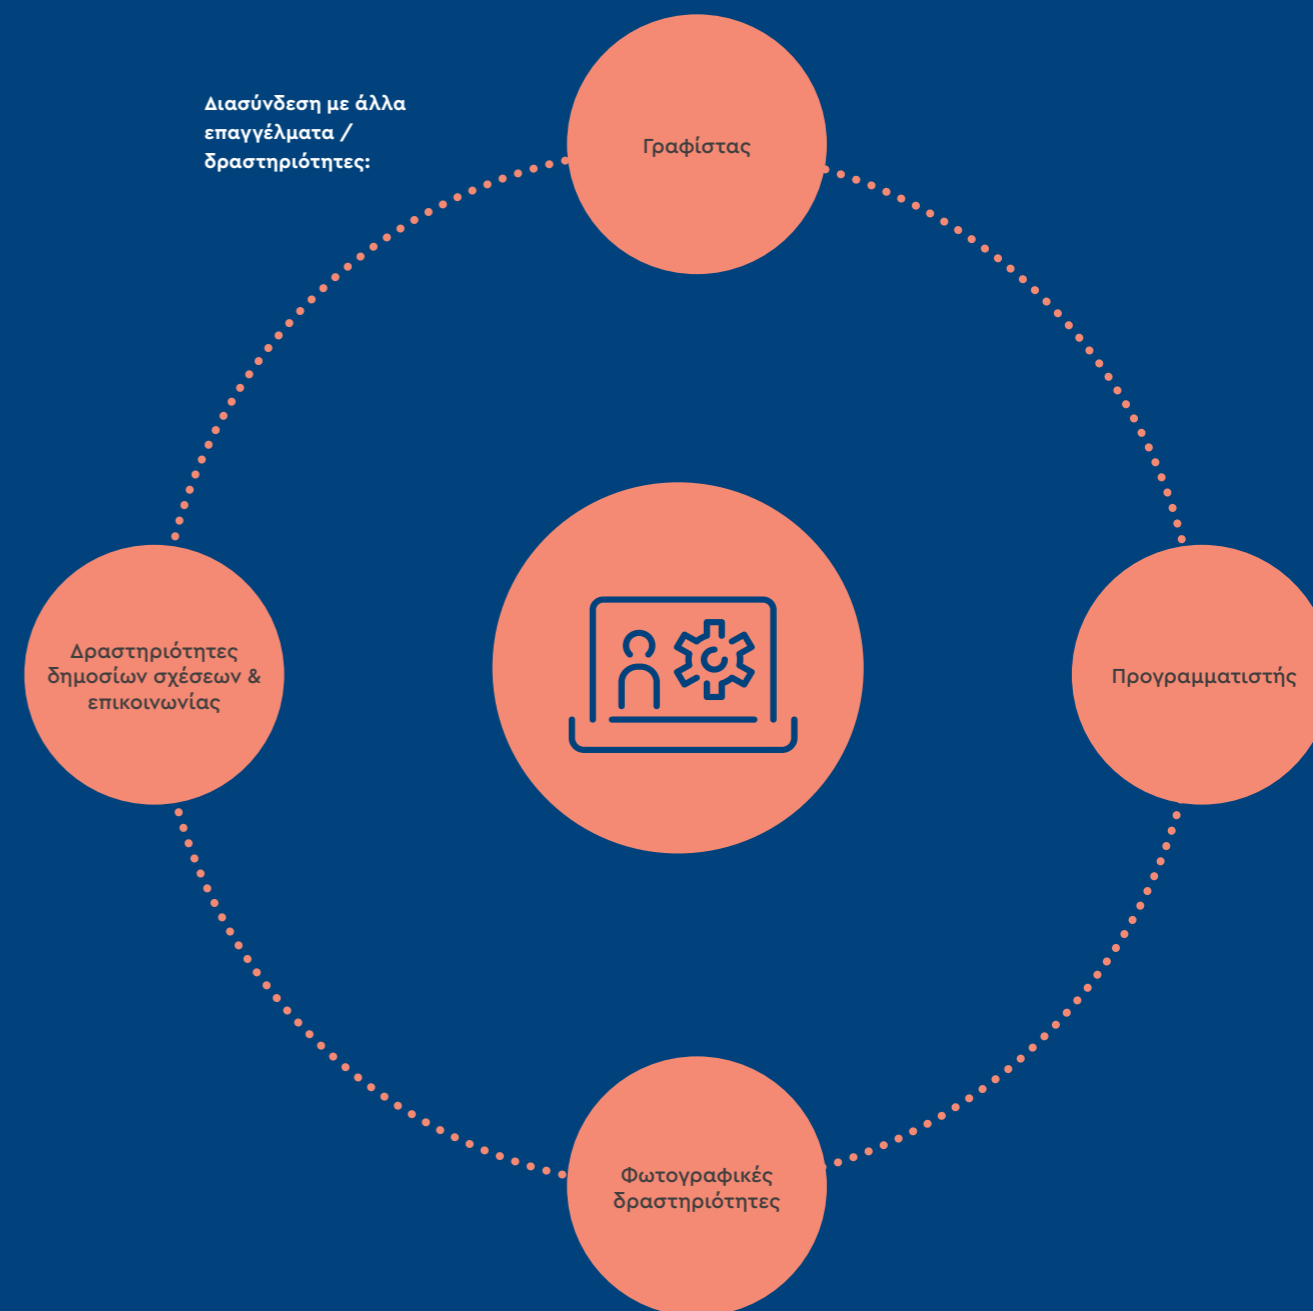 Διασύνδεση με άλλα
επαγγέλματα /
δραστηριότητες:
Γραφίστας
Δραστηριότητες
δημοσίων σχέσεων &
επικοινωνίας
Προγραμματιστής
Φωτογραφικές
δραστηριότητες